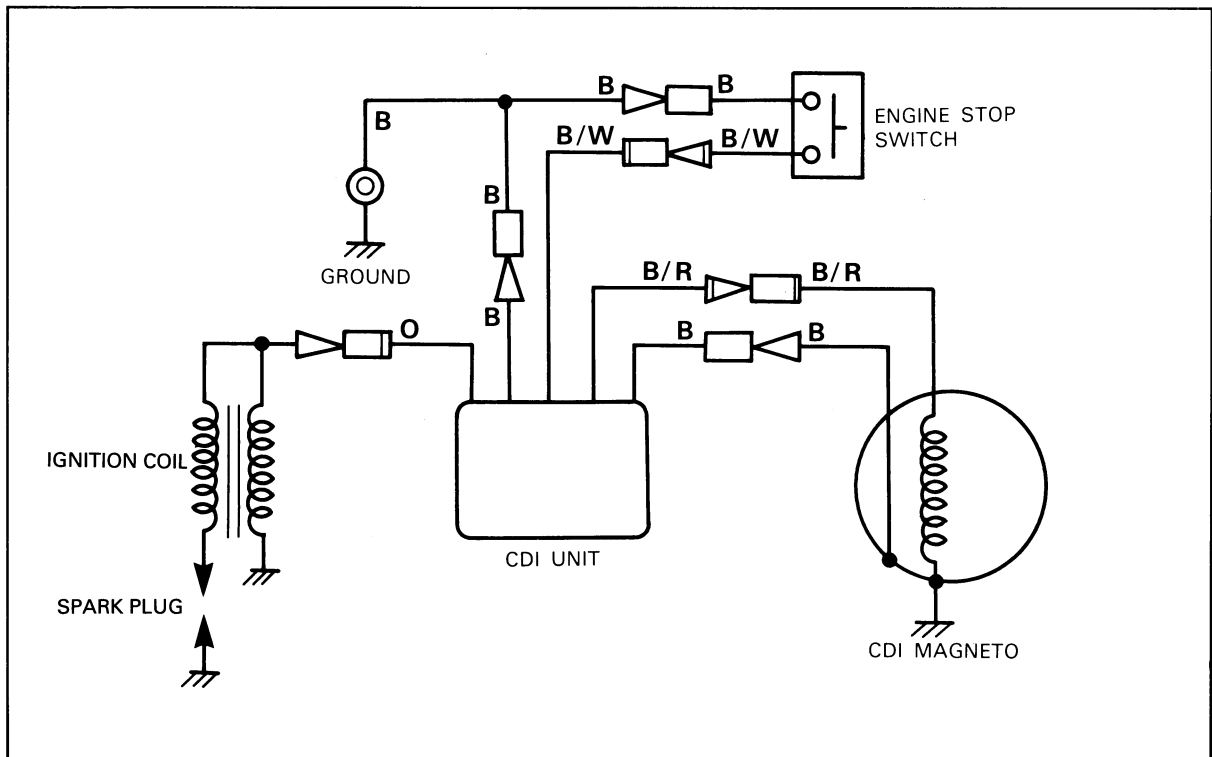 B B
B
ENGINE STOP
SWITCH
B/W B/W
B
GROUND
B/R B/R
B
O
B B
IGNITION COIL
CDI UNIT
SPARK PLUG
CDI MAGNETO